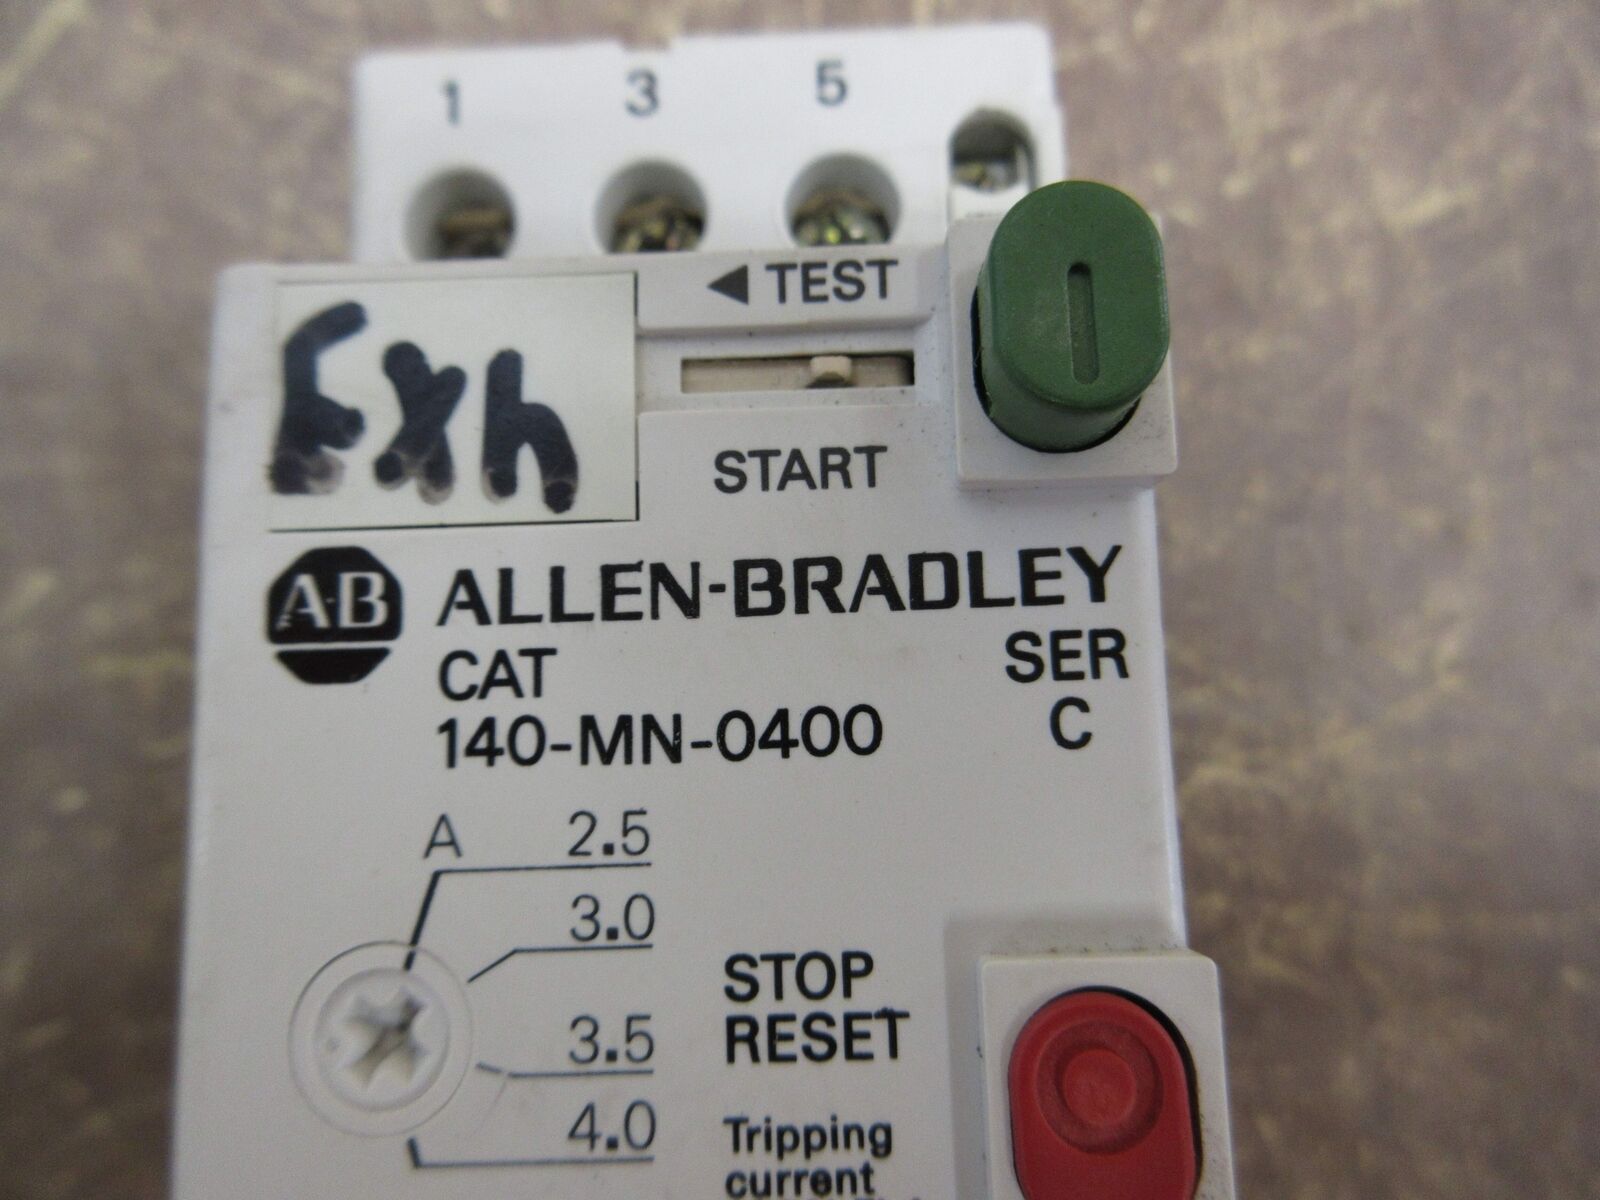 1 3 5
◀ TEST
Exh
START
A-B ALLEN-BRADLEY
CAT SER
140-MN-0400 C
A 2.5
3.0
STOP
RESET
3.5
4.0
Tripping
current